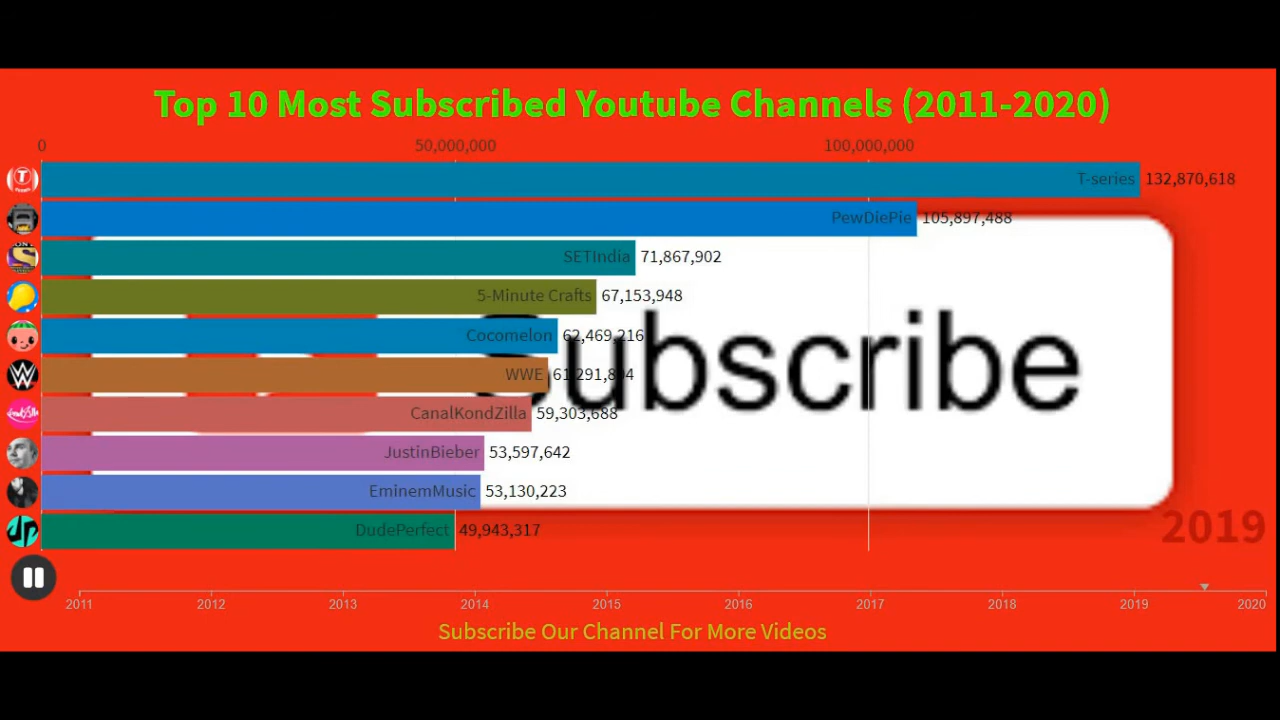 Top 10 Most Subscribed Youtube Channels (2011-2020)
0 50,000,000 100,000,000
T-series 132,870,618
PewDiePie 105,897,488
SETIndia 71,867,902
5-Minute Crafts 67,153,948
Cocomelon 62,469,216
Subscribe
WWE 61,291,8
CanalKondZilla 59,303,688
JustinBieber 53,597,642
EminemMusic 53,130,223
DudePerfect 49,943,317
2019
2011 2012 2013 2014 2015 2016 2017 2018 2019 2020
Subscribe Our Channel For More Videos